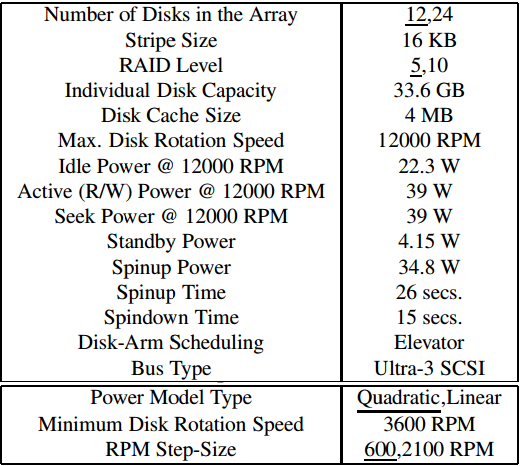 Number of Disks in the Array 12,24
Stripe Size 16 KB
RAID Level 5,10
Individual Disk Capacity 33.6 GB
Disk Cache Size 4 MB
Max. Disk Rotation Speed 12000 RPM
Idle Power @ 12000 RPM 22.3 W
Active (R/W) Power @ 12000 RPM 39 W
Seek Power @ 12000 RPM 39 W
Standby Power 4.15 W
Spinup Power 34.8 W
Spinup Time 26 secs.
Spindown Time 15 secs.
Disk-Arm Scheduling Elevator
Bus Type Ultra-3 SCSI
Power Model Type Quadratic,Linear
Minimum Disk Rotation Speed 3600 RPM
RPM Step-Size 600,2100 RPM